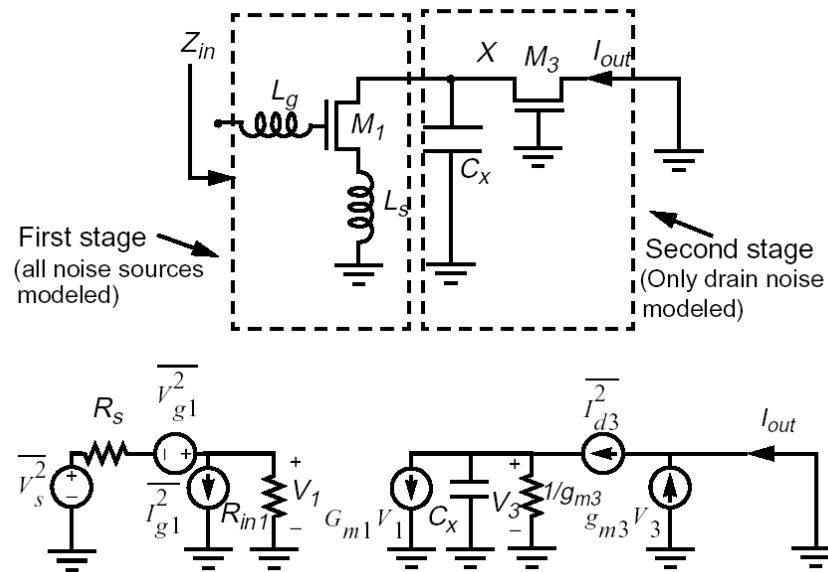 Z_in
X M_3 I_out
L_g
M_1
C_x
L_s
First stage
(all noise sources
modeled)
Second stage
(Only drain noise
modeled)
R_s
V_g1^2
I_d3^2
I_out
V_s^2
- +
+
-
I_g1^2
R_in1
+
V_1
-
G_m1 V_1
C_x
+
V_3
-
1/g_m3
g_m3 V_3